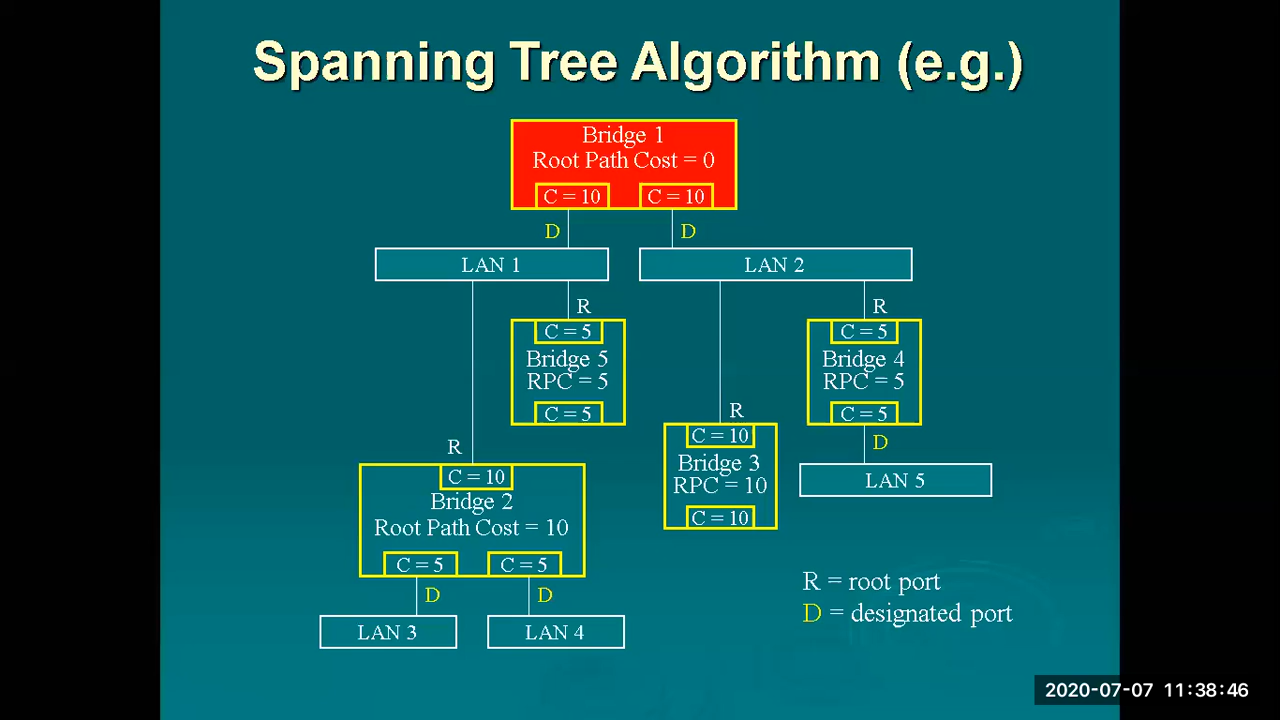 Spanning Tree Algorithm (e.g.)
Bridge 1
Root Path Cost = 0
C = 10
C = 10
D
D
LAN 1
LAN 2
R
R
C = 5
Bridge 5
RPC = 5
C = 5
C = 5
Bridge 4
RPC = 5
C = 5
R
C = 10
Bridge 3
RPC = 10
C = 10
D
LAN 5
R
C = 10
Bridge 2
Root Path Cost = 10
C = 5
C = 5
D
D
LAN 3
LAN 4
R = root port
D = designated port
2020-07-07 11:38:46